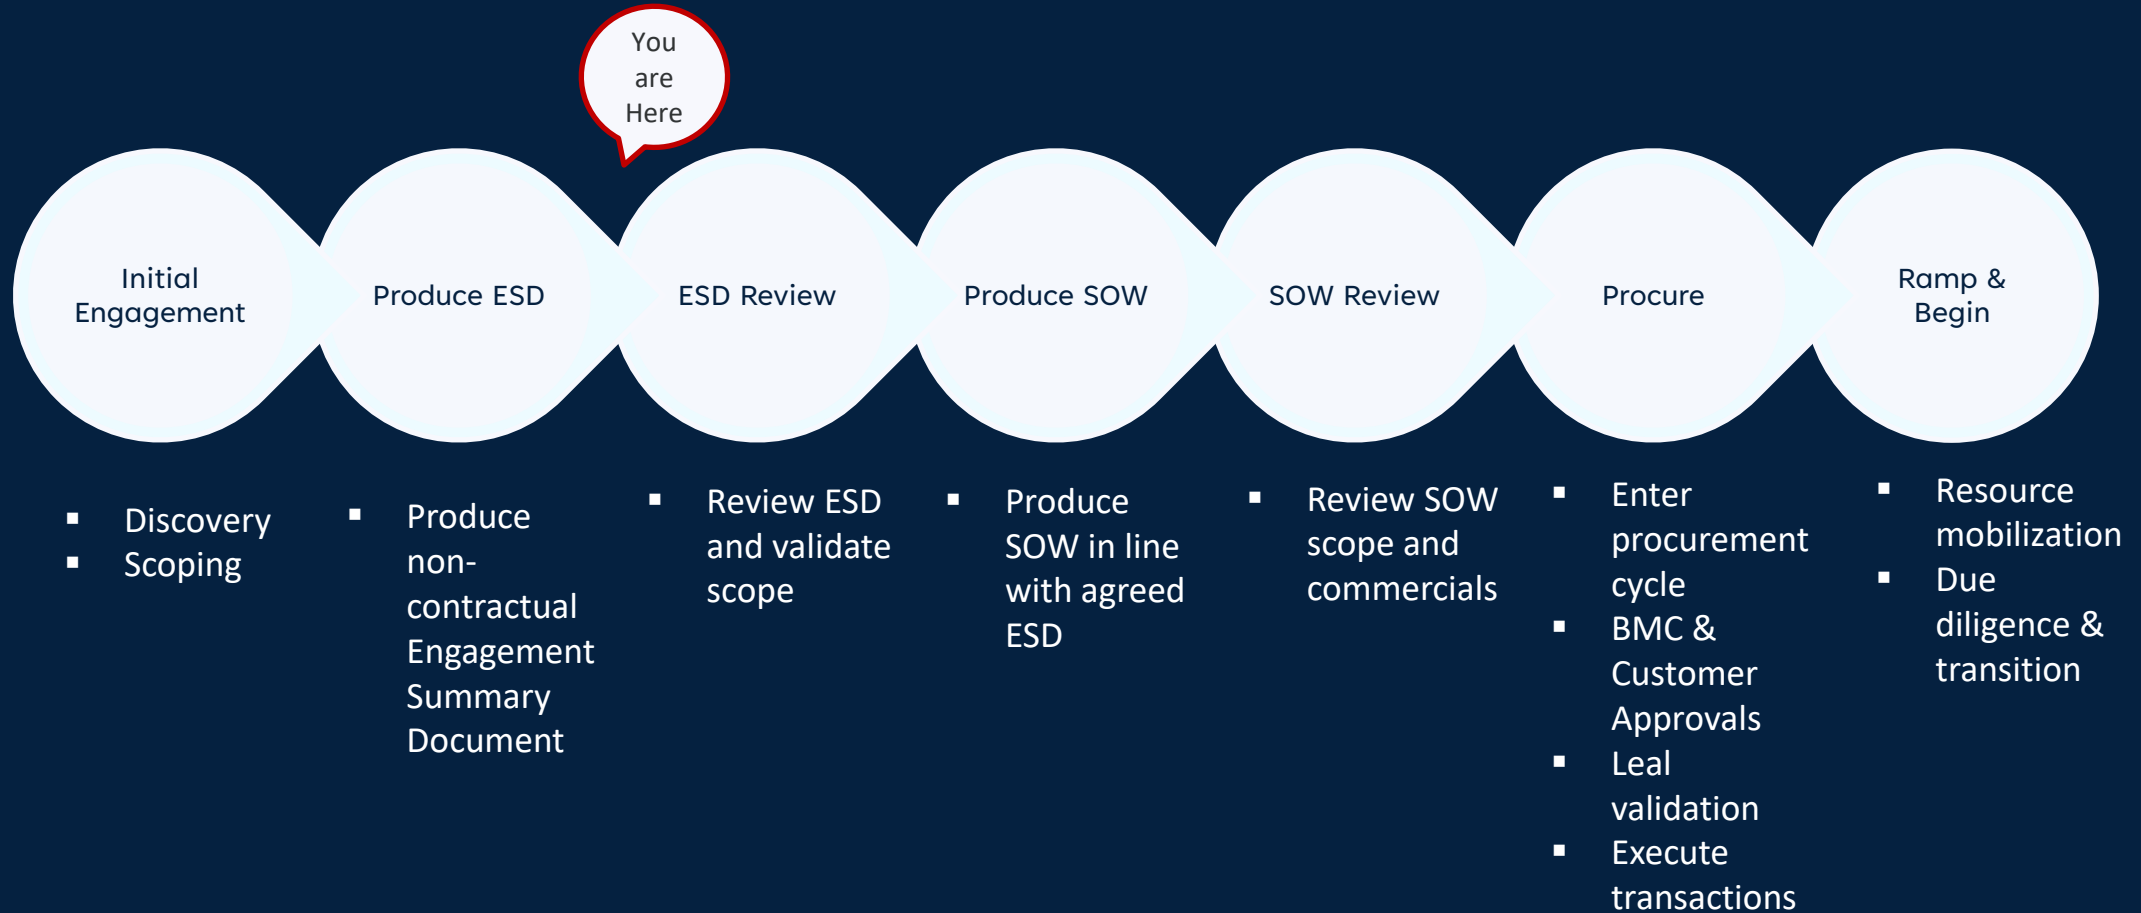 You
are
Here
Initial
Engagement
Produce ESD
ESD Review
Produce SOW
SOW Review
Procure
Ramp &
Begin
▪ Discovery
▪ Scoping
▪ Produce
non-
contractual
Engagement
Summary
Document
▪ Review ESD
and validate
scope
▪ Produce
SOW in line
with agreed
ESD
▪ Review SOW
scope and
commercials
▪ Enter
procurement
cycle
▪ BMC &
Customer
Approvals
▪ Leal
validation
▪ Execute
transactions
▪ Resource
mobilization
▪ Due
diligence &
transition